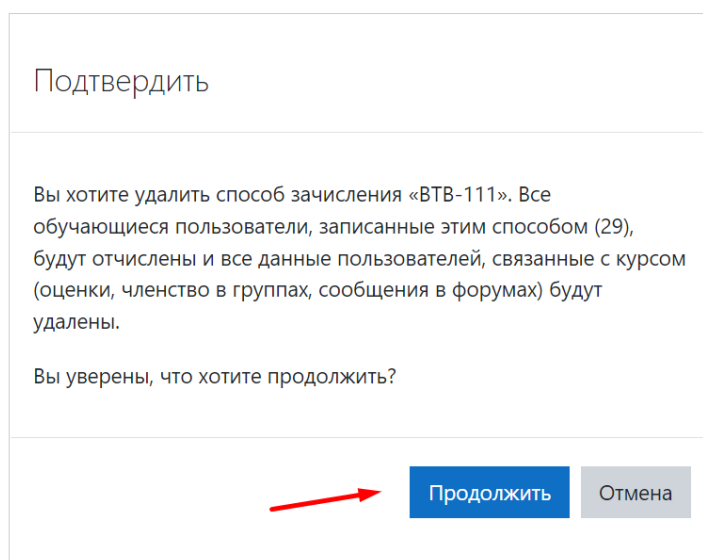 Подтвердить
Вы хотите удалить способ зачисления «ВТВ-111». Все
обучающиеся пользователи, записанные этим способом (29),
будут отчислены и все данные пользователей, связанные с курсом
(оценки, членство в группах, сообщения в форумах) будут
удалены.
Вы уверены, что хотите продолжить?
Продолжить Отмена